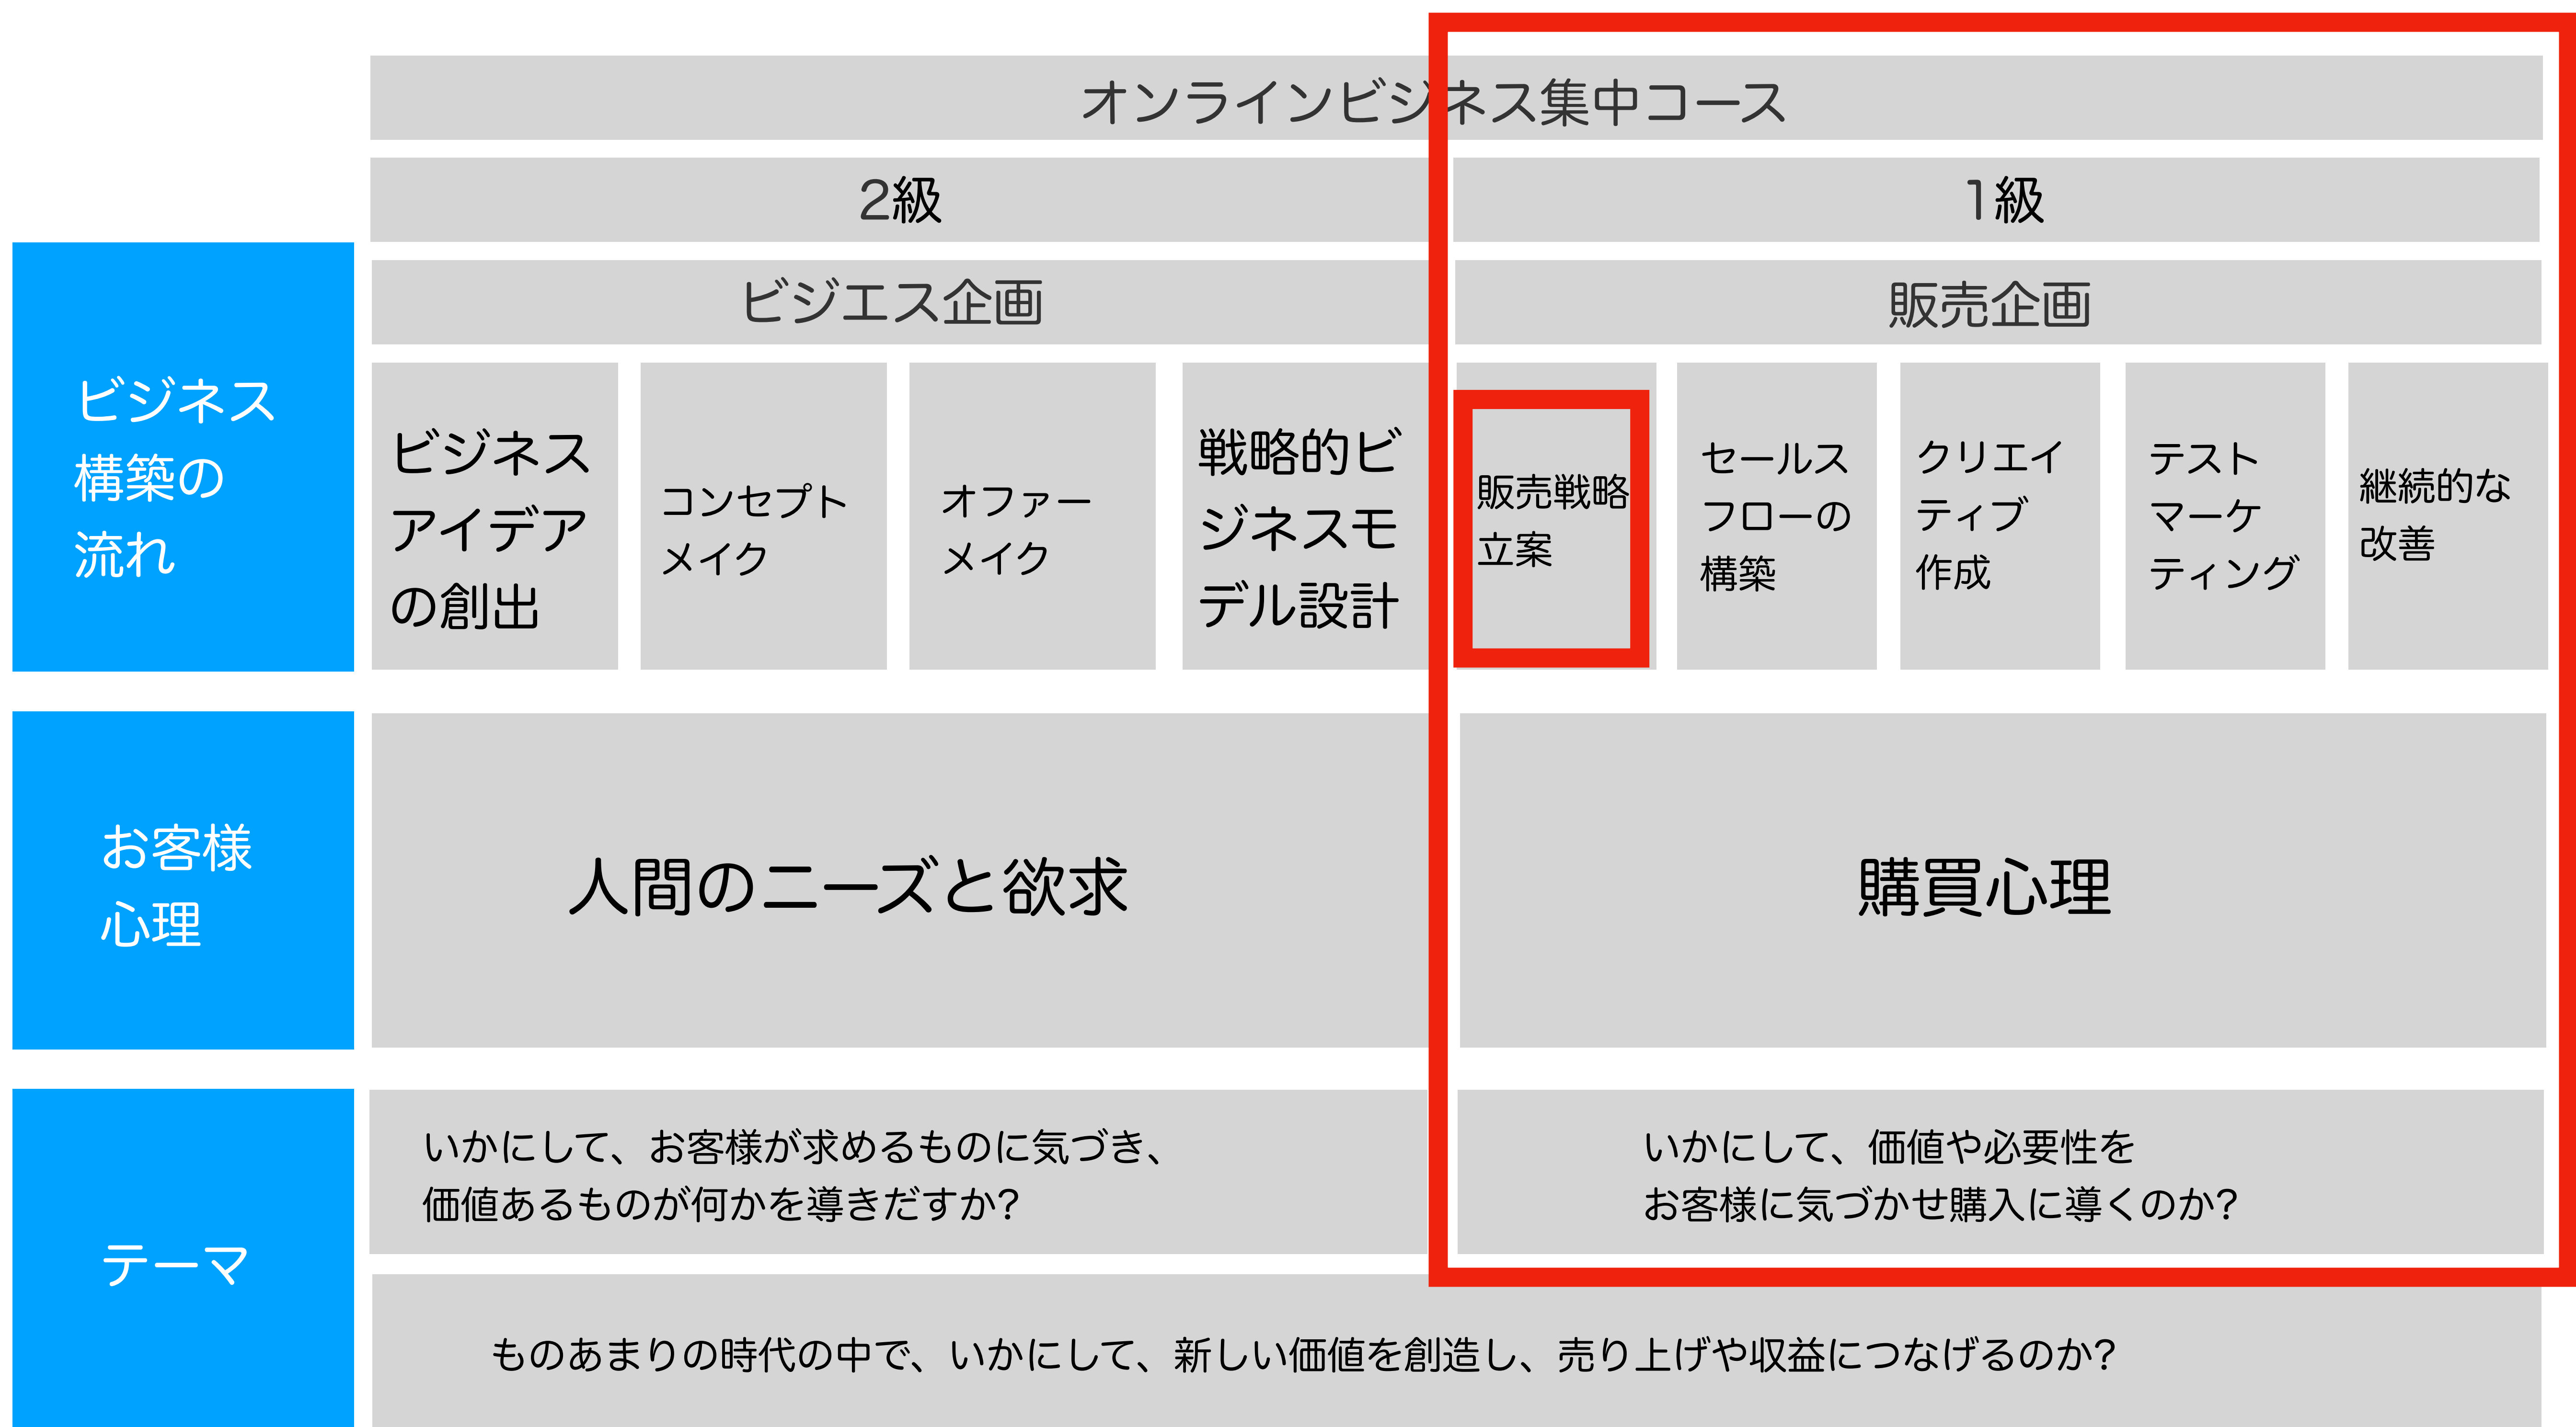 オンラインビジネス集中コース
2級
1級
ビジエス企画
販売企画
ビジネス
構築の
流れ
ビジネス
アイデア
の創出
コンセプト
メイク
オファー
メイク
戦略的ビ
ジネスモ
デル設計
販売戦略
立案
セールス
フローの
構築
クリエイ
ティブ
作成
テスト
マーケ
ティング
継続的な
改善
お客様
心理
人間のニーズと欲求
購買心理
テーマ
いかにして、お客様が求めるものに気づき、
価値あるものが何かを導きだすか?
いかにして、価値や必要性を
お客様に気づかせ購入に導くのか?
ものあまりの時代の中で、いかにして、新しい価値を創造し、売り上げや収益につなげるのか?